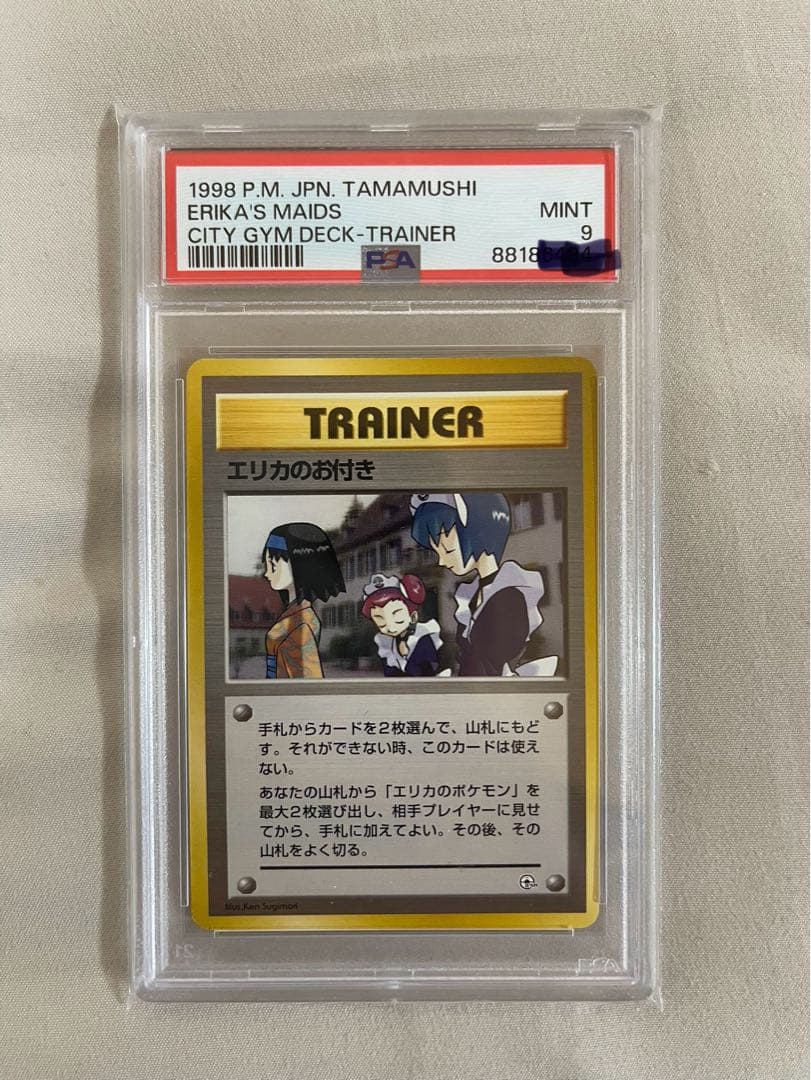 1998 P.M. JPN. TAMAMUSHI
ERIKA'S MAIDS MINT
CITY GYM DECK-TRAINER 9
PSA
TRAINER
エリカのお付き
手札からカードを2枚選んで、山札にもど
す。それができない時、このカードは使え
ない。
あなたの山札から「エリカのポケモン」を
最大2枚選び出し、相手プレイヤーに見せ
てから、手札に加えてよい。その後、その
山札をよく切る。
Illus. Ken Sugimori
PSA